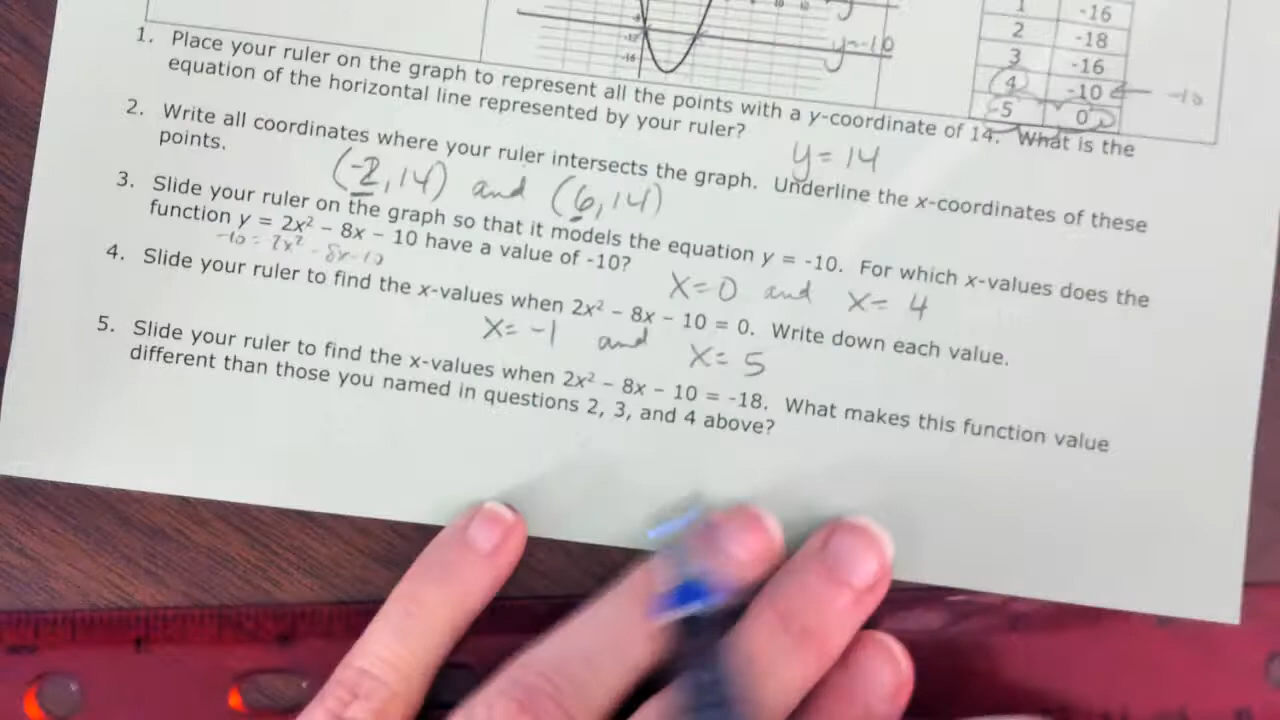 1 -16
2 -18
3 -16
4 -10 -10
5 0
-16
y=-10
1. Place your ruler on the graph to represent all the points with a y-coordinate of 14. What is the
equation of the horizontal line represented by your ruler?
y = 14
2. Write all coordinates where your ruler intersects the graph. Underline the x-coordinates of these
points.
(-2, 14) and (6, 14)
3. Slide your ruler on the graph so that it models the equation y = -10. For which x-values does the
function y = 2x² – 8x – 10 have a value of -10?
-10 = 2x² - 8x - 10
x=0 and x= 4
4. Slide your ruler to find the x-values when 2x² – 8x – 10 = 0. Write down each value.
x= -1 and x= 5
5. Slide your ruler to find the x-values when 2x² – 8x – 10 = -18. What makes this function value
different than those you named in questions 2, 3, and 4 above?